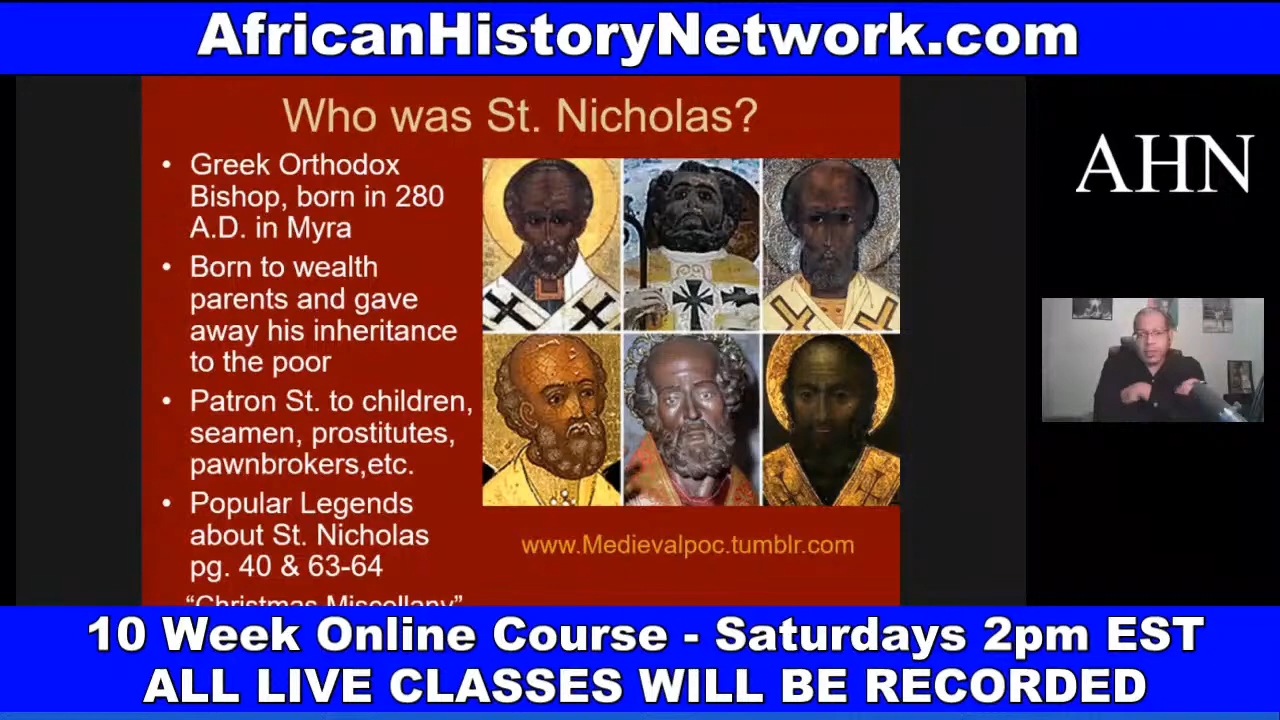 AfricanHistoryNetwork.com
Who was St. Nicholas?
• Greek Orthodox
Bishop, born in 280
A.D. in Myra
• Born to wealth
parents and gave
away his inheritance
to the poor
• Patron St. to children,
seamen, prostitutes,
pawnbrokers,etc.
• Popular Legends
about St. Nicholas
pg. 40 & 63-64
“Christmas Miscellany”
www.Medievalpoc.tumblr.com
AHN
10 Week Online Course - Saturdays 2pm EST
ALL LIVE CLASSES WILL BE RECORDED